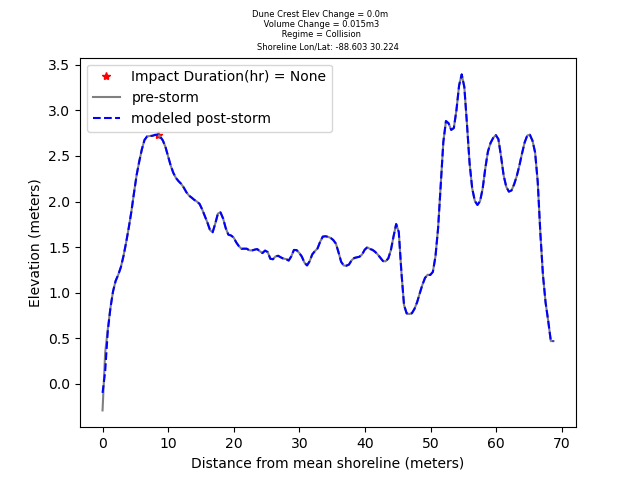 Dune Crest Elev Change = 0.0m
Volume Change = 0.015m3
Regime = Collision
Shoreline Lon/Lat: -88.603 30.224
Impact Duration(hr) = None
pre-storm
modeled post-storm
3.5
3.0
2.5
2.0
1.5
1.0
0.5
0.0
Elevation (meters)
0 10 20 30 40 50 60 70
Distance from mean shoreline (meters)